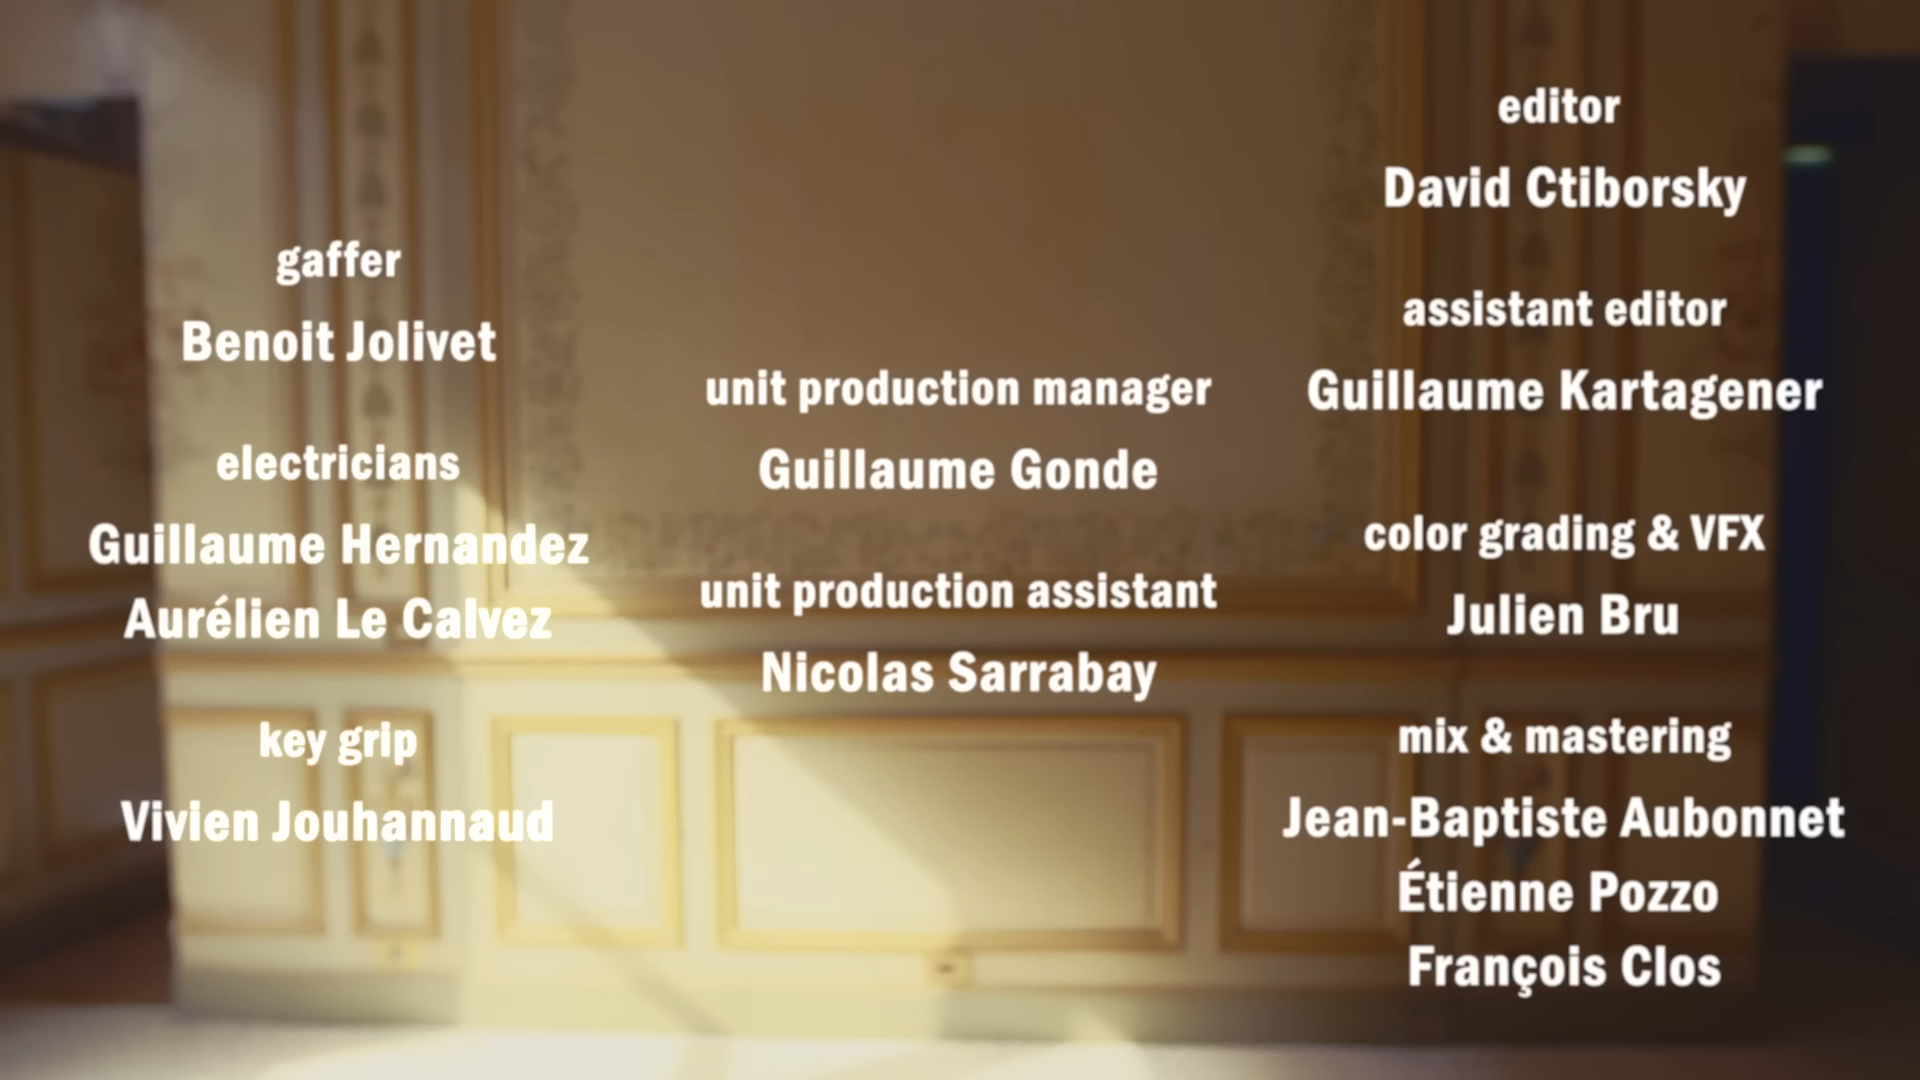 gaffer
Benoit Jolivet
electricians
Guillaume Hernandez
Aurélien Le Calvez
key grip
Vivien Jouhannaud
unit production manager
Guillaume Gonde
unit production assistant
Nicolas Sarrabay
editor
David Ctiborsky
assistant editor
Guillaume Kartagener
color grading & VFX
Julien Bru
mix & mastering
Jean-Baptiste Aubonnet
Étienne Pozzo
François Clos